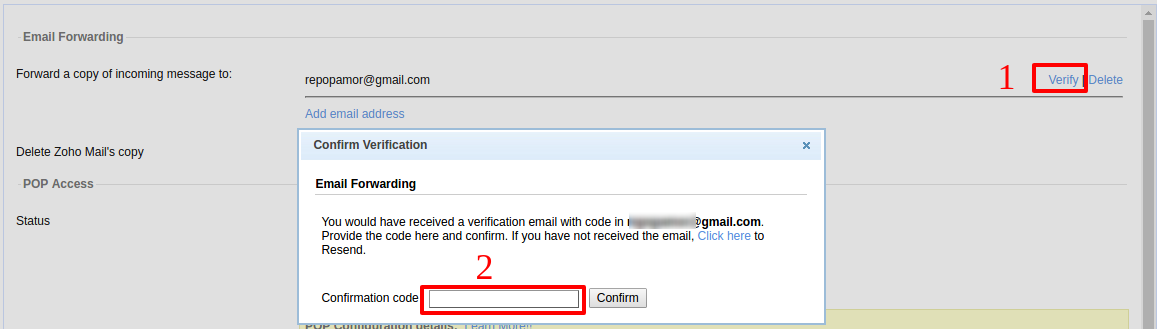 Email Forwarding
Forward a copy of incoming message to:
repopamor@gmail.com
1
Verify | Delete
Add email address
Delete Zoho Mail's copy
Confirm Verification
×
POP Access
Email Forwarding
Status
You would have received a verification email with code in @gmail.com.
Provide the code here and confirm. If you have not received the email, Click here to
Resend.
2
Confirmation code
Confirm
POP Configuration details: Learn More!!